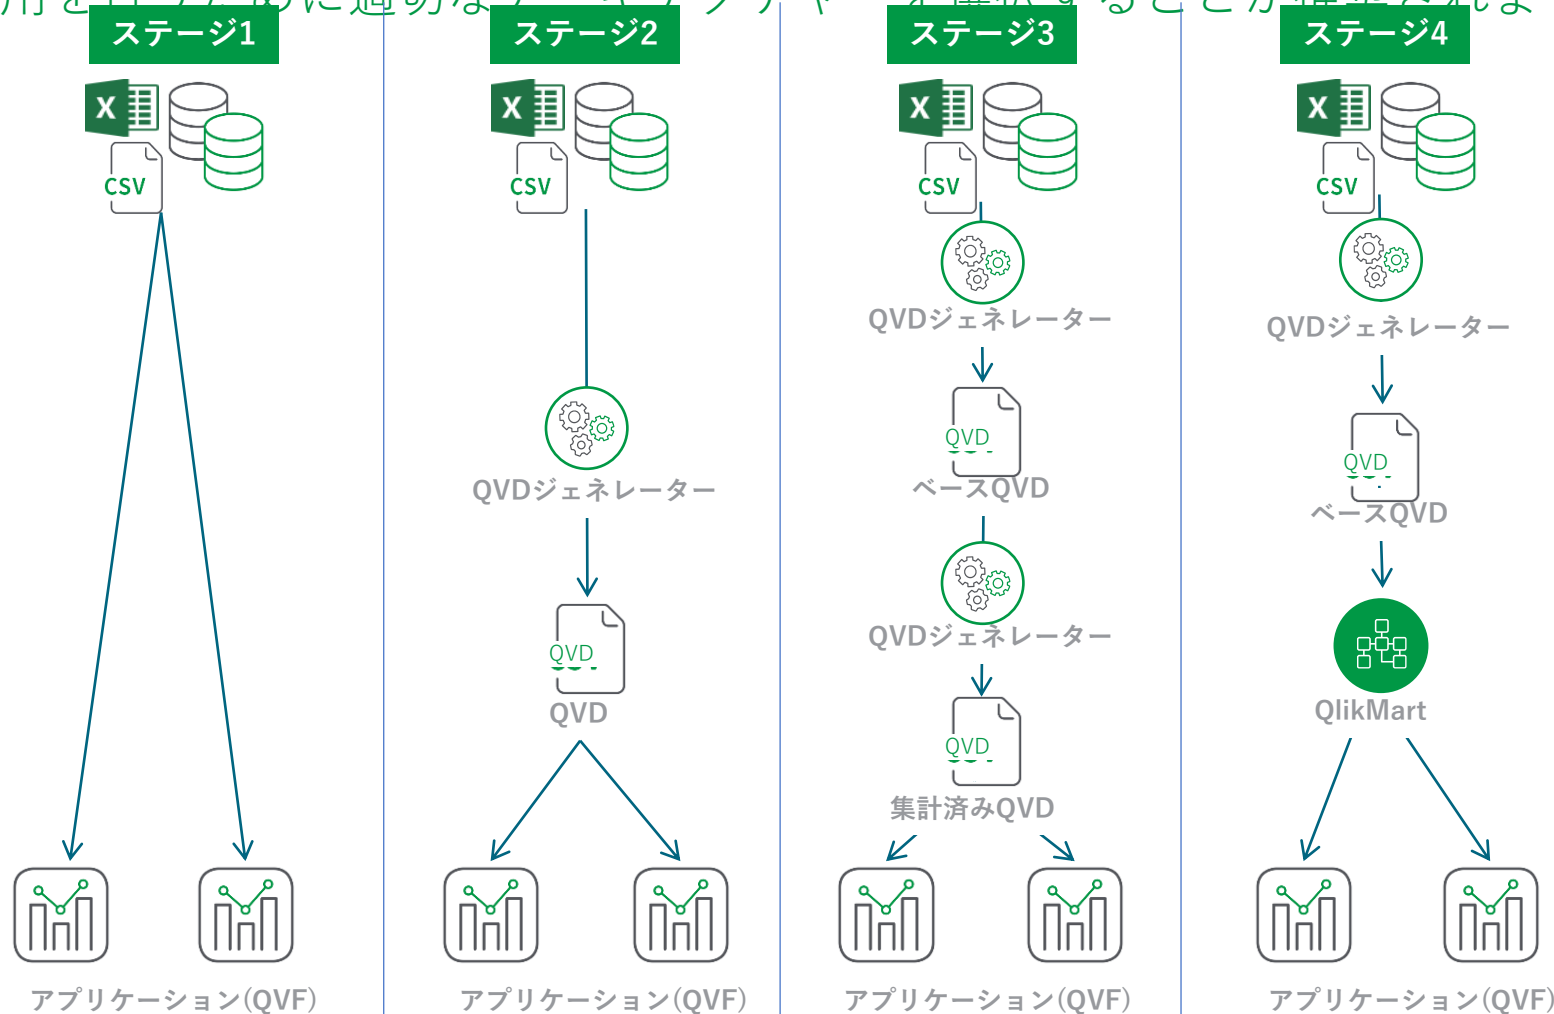 ステージ1
ステージ2
ステージ3
ステージ4
X
CSV
X
CSV
X
CSV
X
CSV
QVDジェネレーター
QVD
QVD
QVDジェネレーター
QVD
ベースQVD
QVDジェネレーター
QVD
集計済みQVD
QVDジェネレーター
QVD
ベースQVD
QlikMart
アプリケーション(QVF)
アプリケーション(QVF)
アプリケーション(QVF)
アプリケーション(QVF)